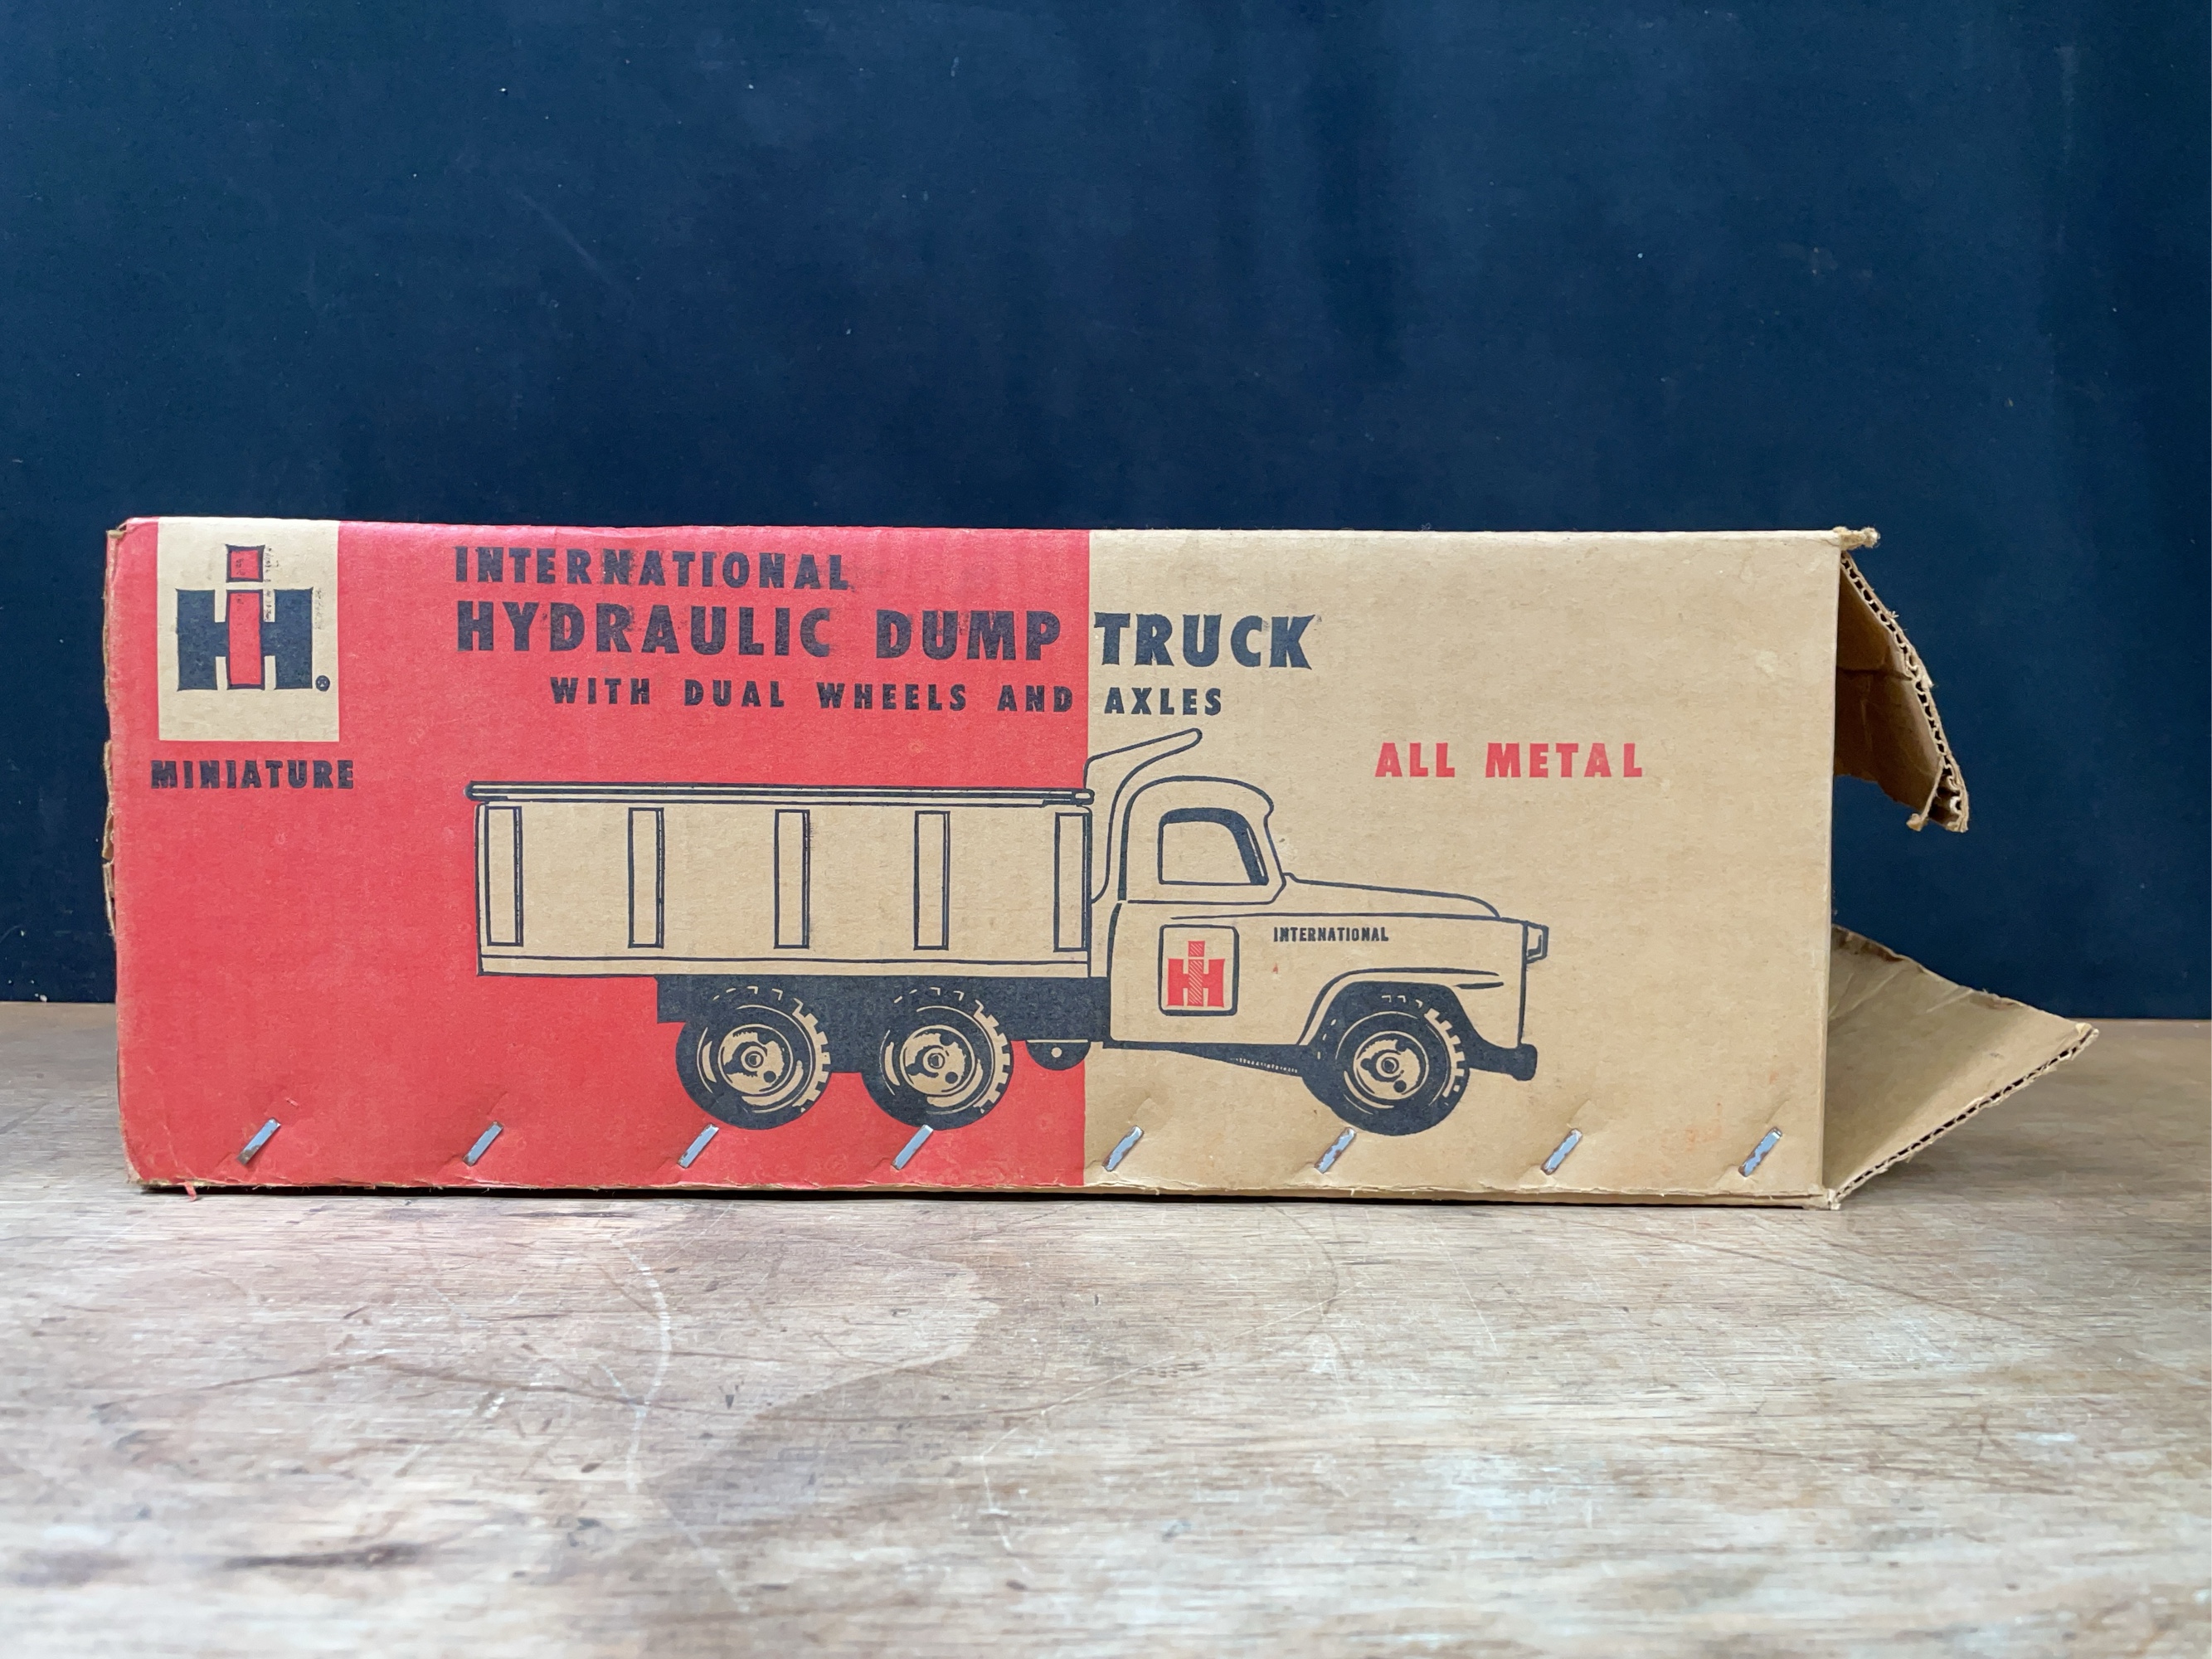 IH®
MINIATURE
INTERNATIONAL
HYDRAULIC DUMP TRUCK
WITH DUAL WHEELS AND AXLES
ALL METAL
INTERNATIONAL
IH